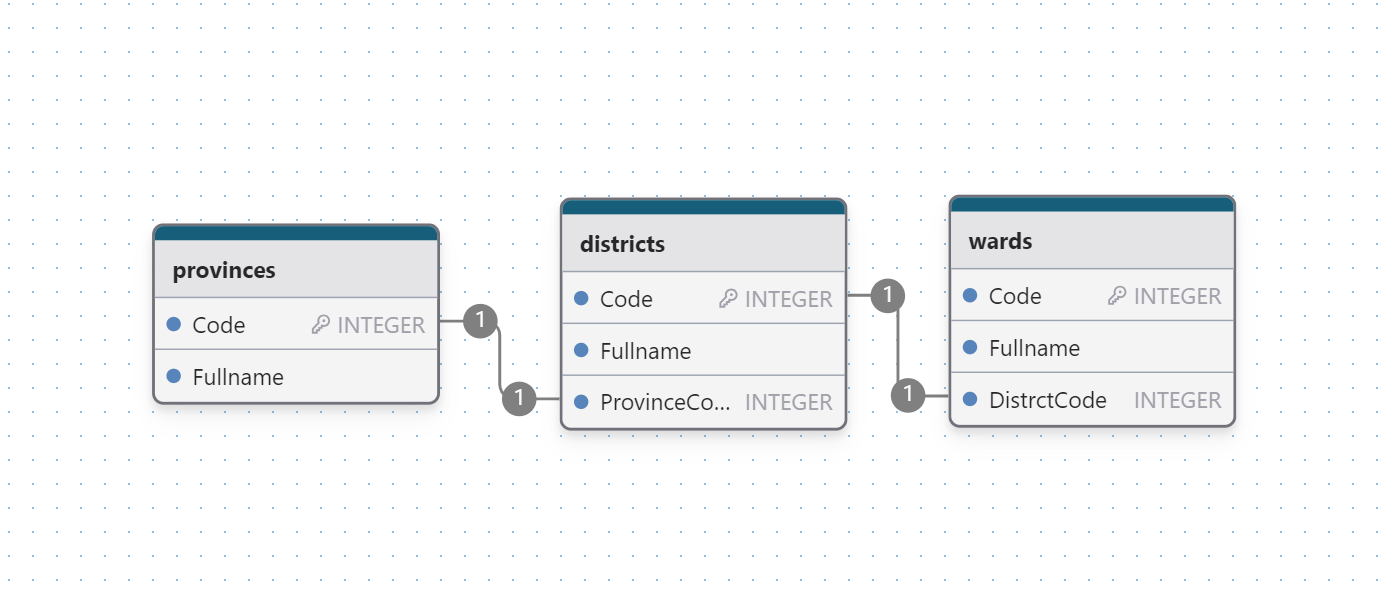 provinces
Code INTEGER
Fullname
1
1
districts
Code INTEGER
Fullname
ProvinceCo... INTEGER
1
1
wards
Code INTEGER
Fullname
DistrctCode INTEGER